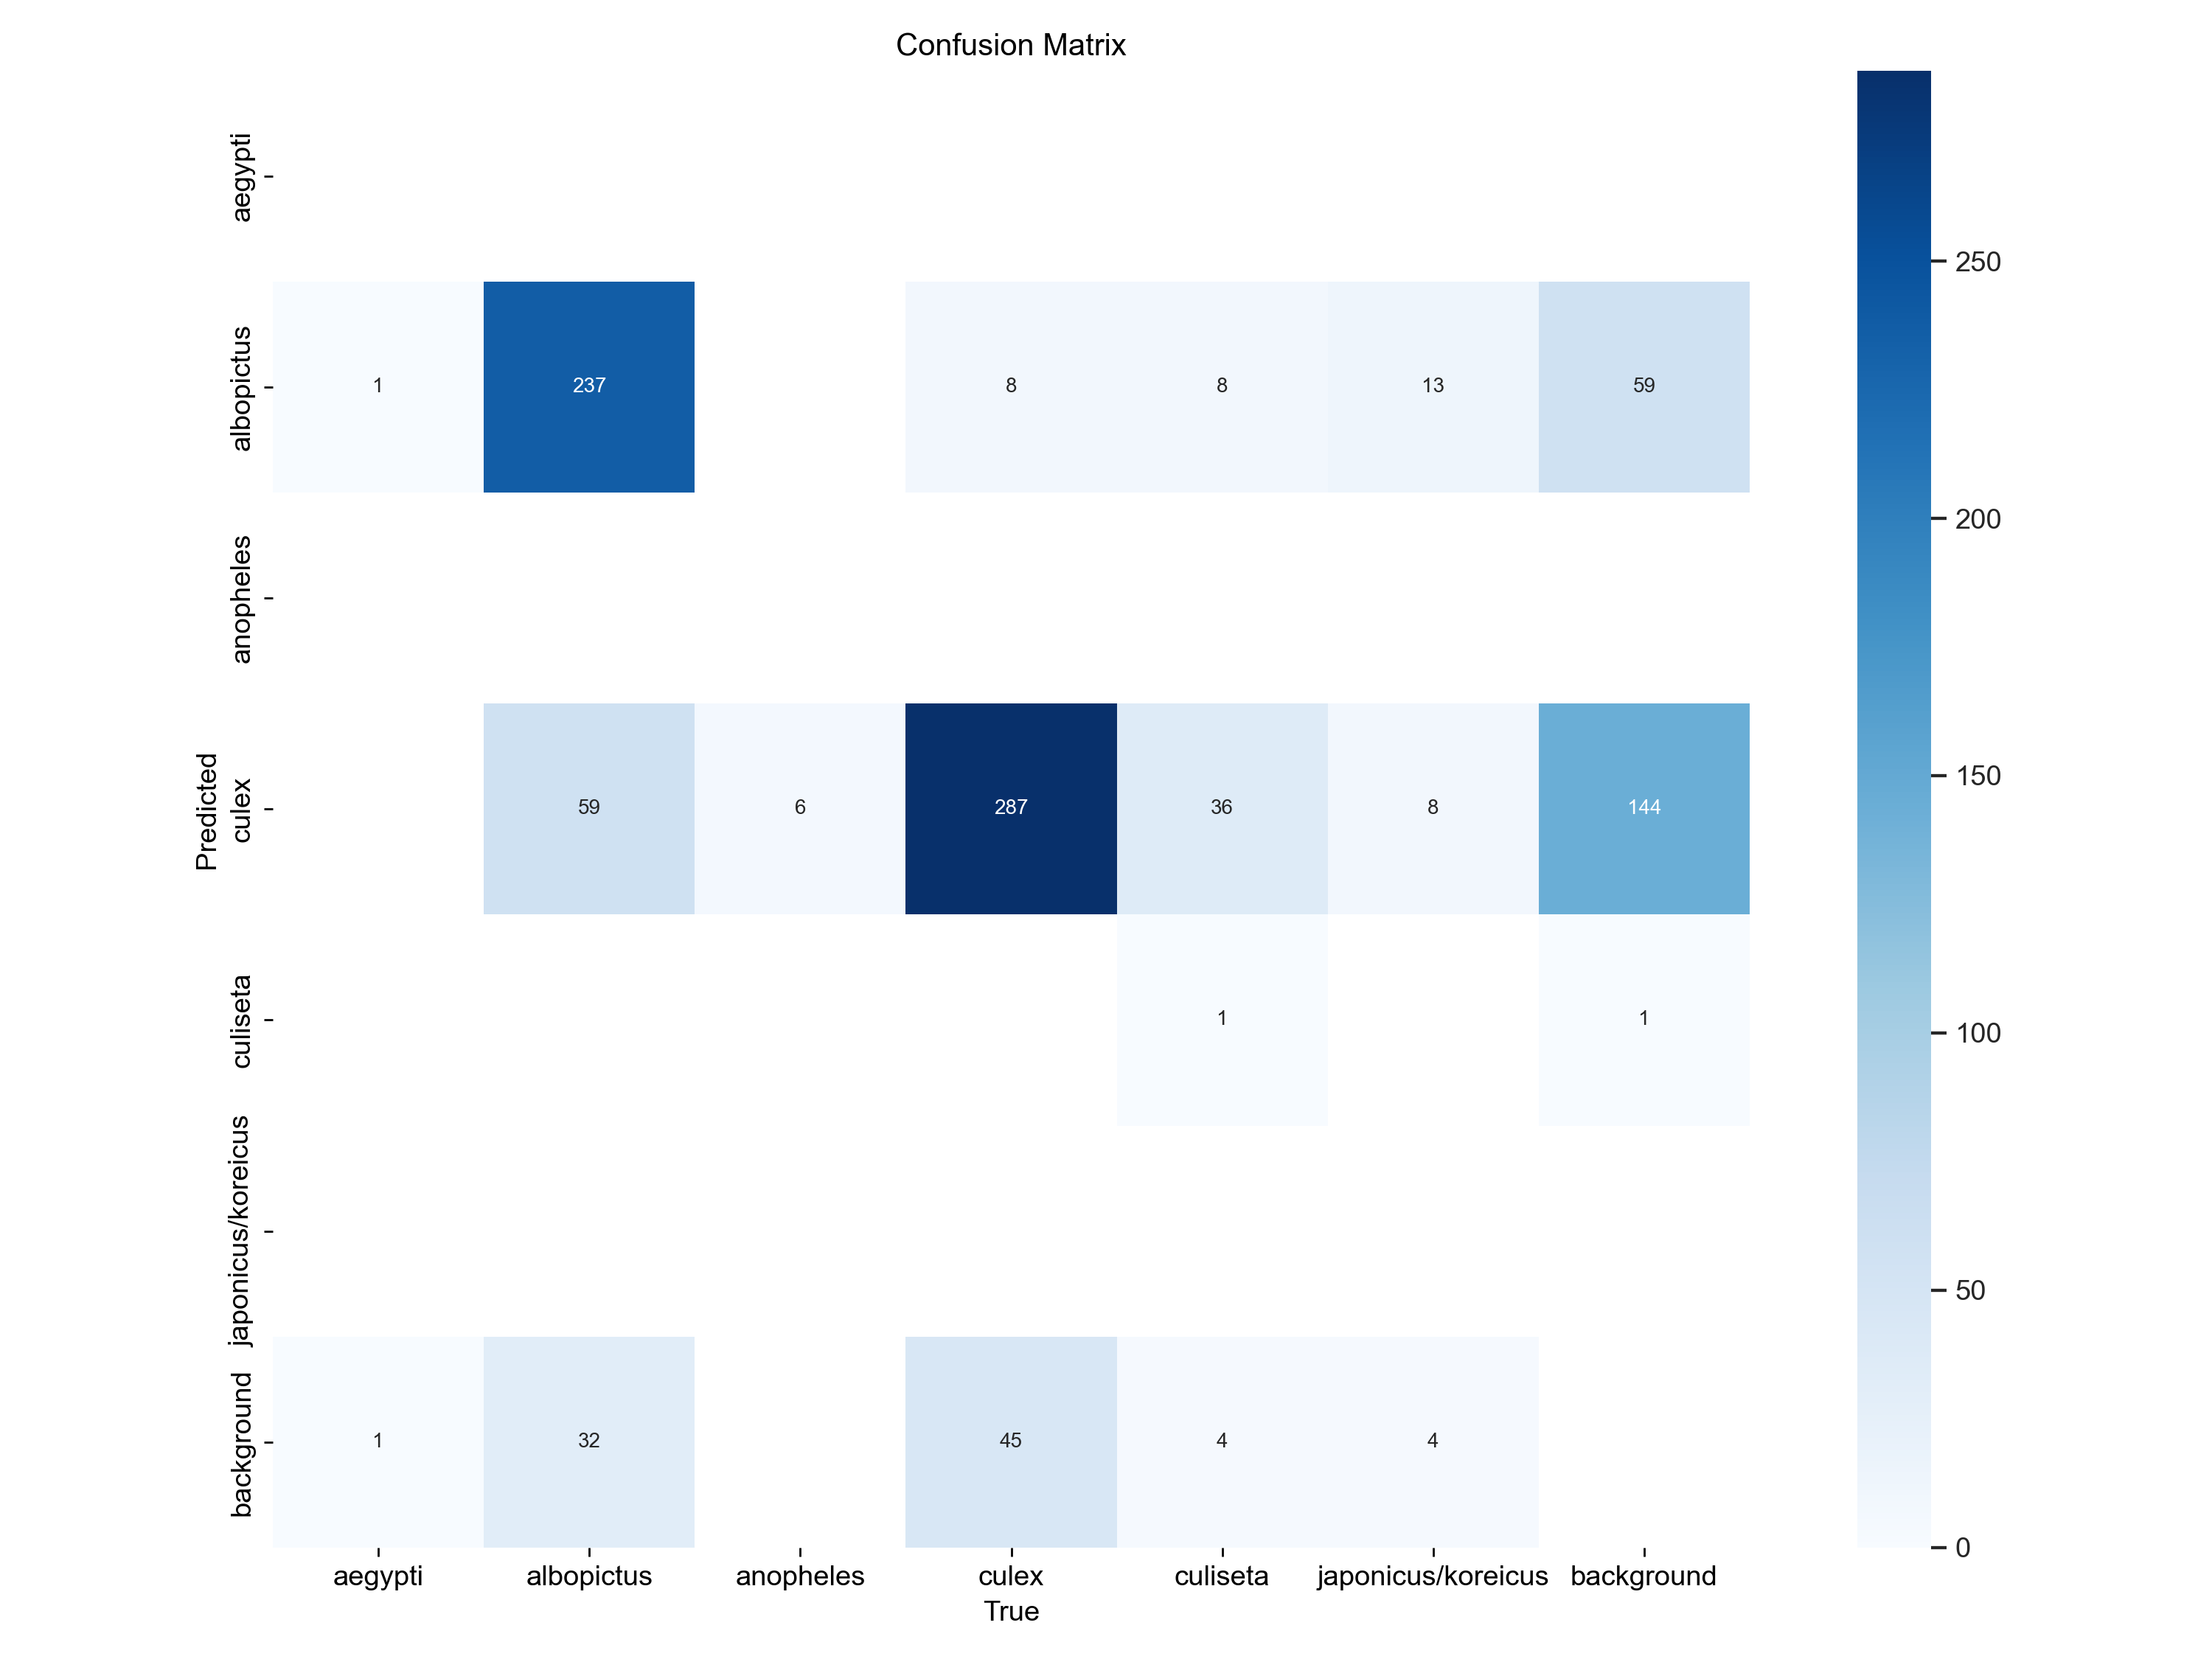 Confusion Matrix
aegypti
albopictus
1 237 8 8 13 59
anopheles
Predicted
culex
59 6 287 36 8 144
culiseta
1 1
japonicus/koreicus
background
1 32 45 4 4
aegypti albopictus anopheles culex culiseta japonicus/koreicus background
True
250
200
150
100
50
0